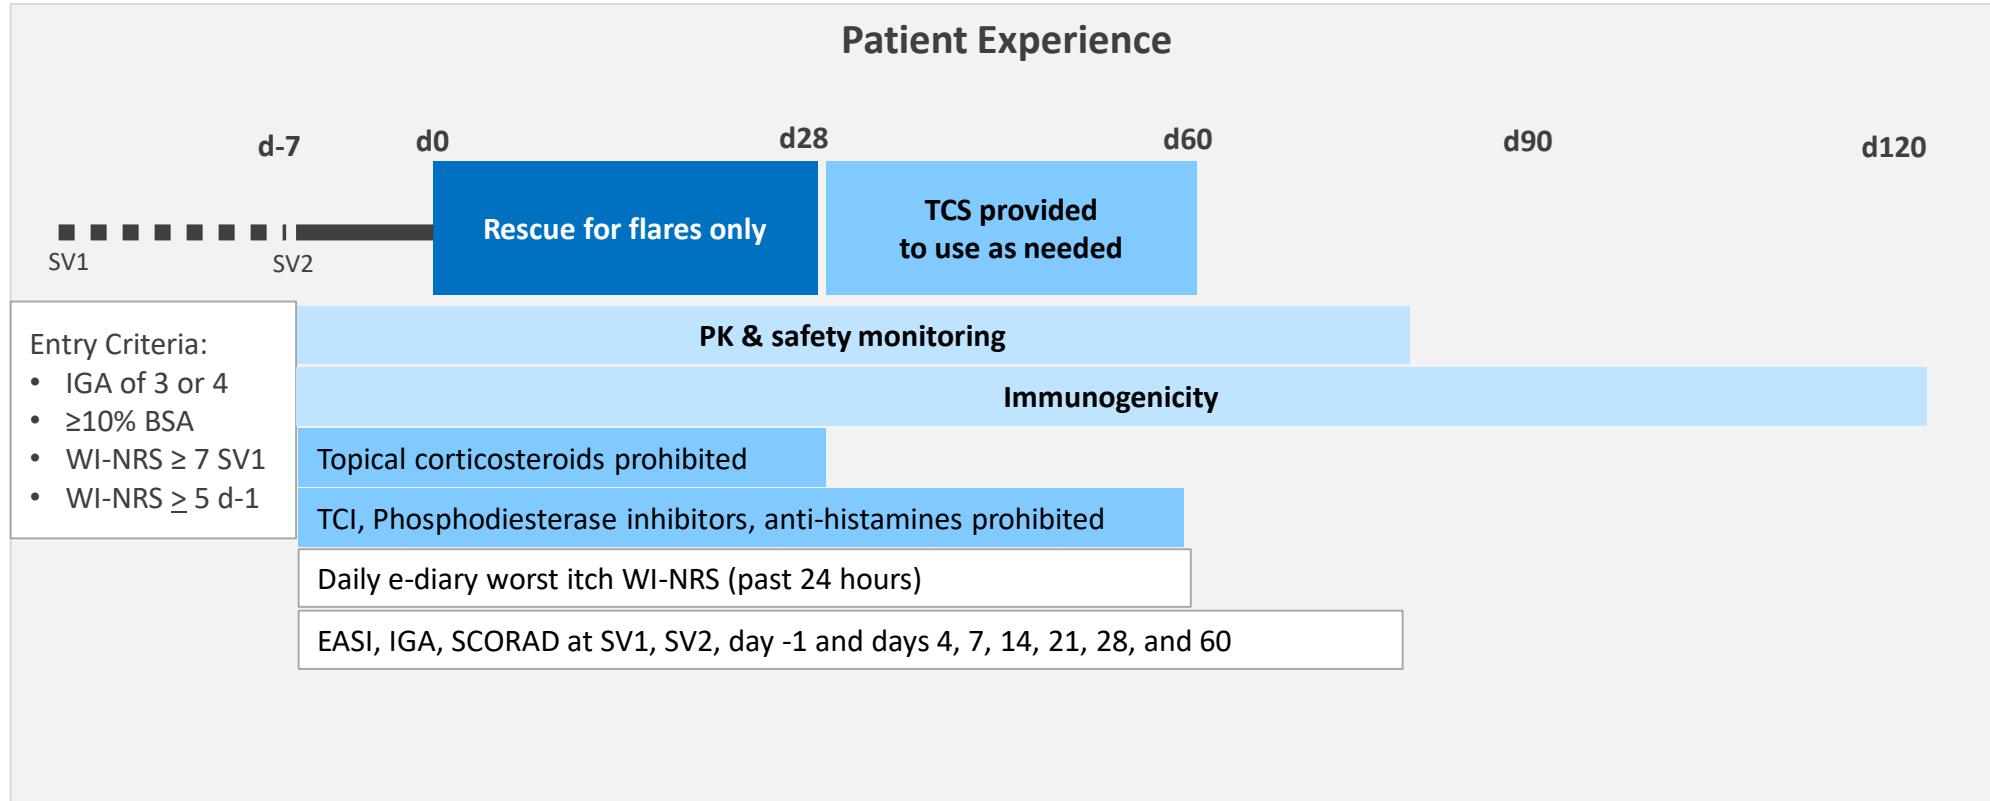 Patient Experience
d-7
d0
d28
d60
d90
d120
SV1
SV2
Rescue for flares only
TCS provided
to use as needed
Entry Criteria:
• IGA of 3 or 4
• ≥10% BSA
• WI-NRS ≥ 7 SV1
• WI-NRS ≥ 5 d-1
PK & safety monitoring
Immunogenicity
Topical corticosteroids prohibited
TCI, Phosphodiesterase inhibitors, anti-histamines prohibited
Daily e-diary worst itch WI-NRS (past 24 hours)
EASI, IGA, SCORAD at SV1, SV2, day -1 and days 4, 7, 14, 21, 28, and 60